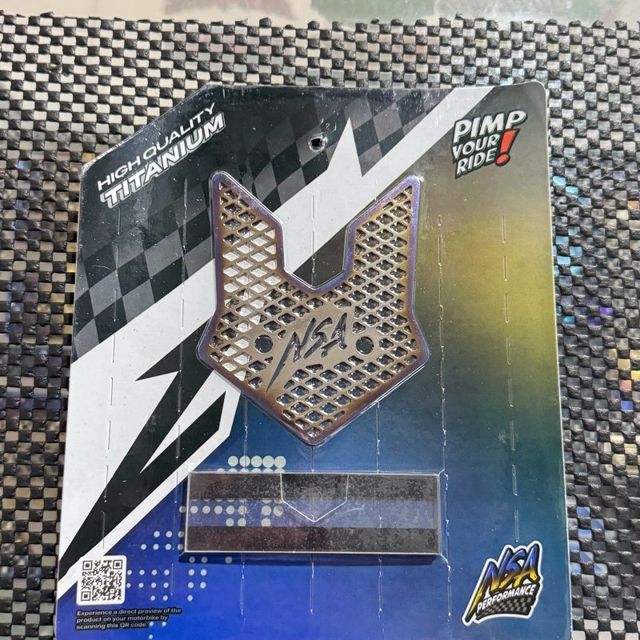 HIGH QUALITY
TITANIUM
PIMP
YOUR
RIDE!
NSA
Experience a direct preview of the
product on your motorbike by
scanning this QR code
NSA
PERFORMANCE